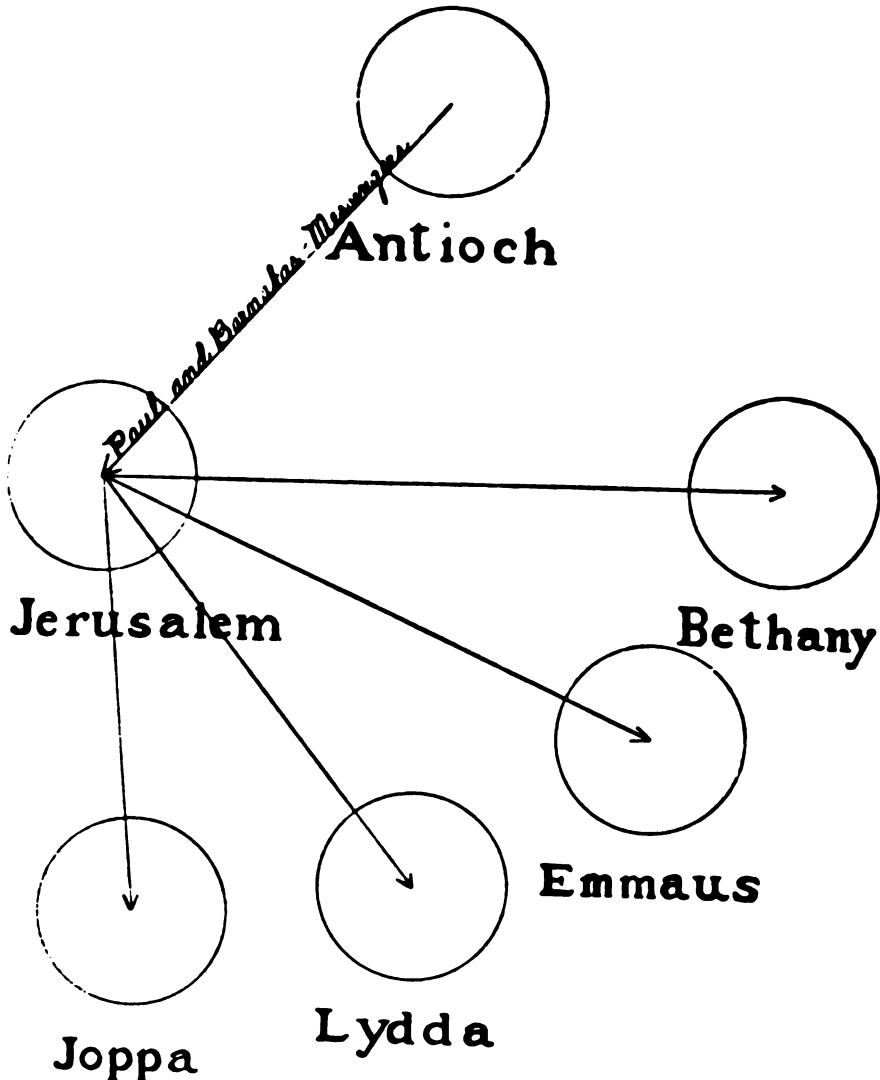 Antioch
Paul and Barnabas-Messengers
Jerusalem
Bethany
Emmaus
Lydda
Joppa